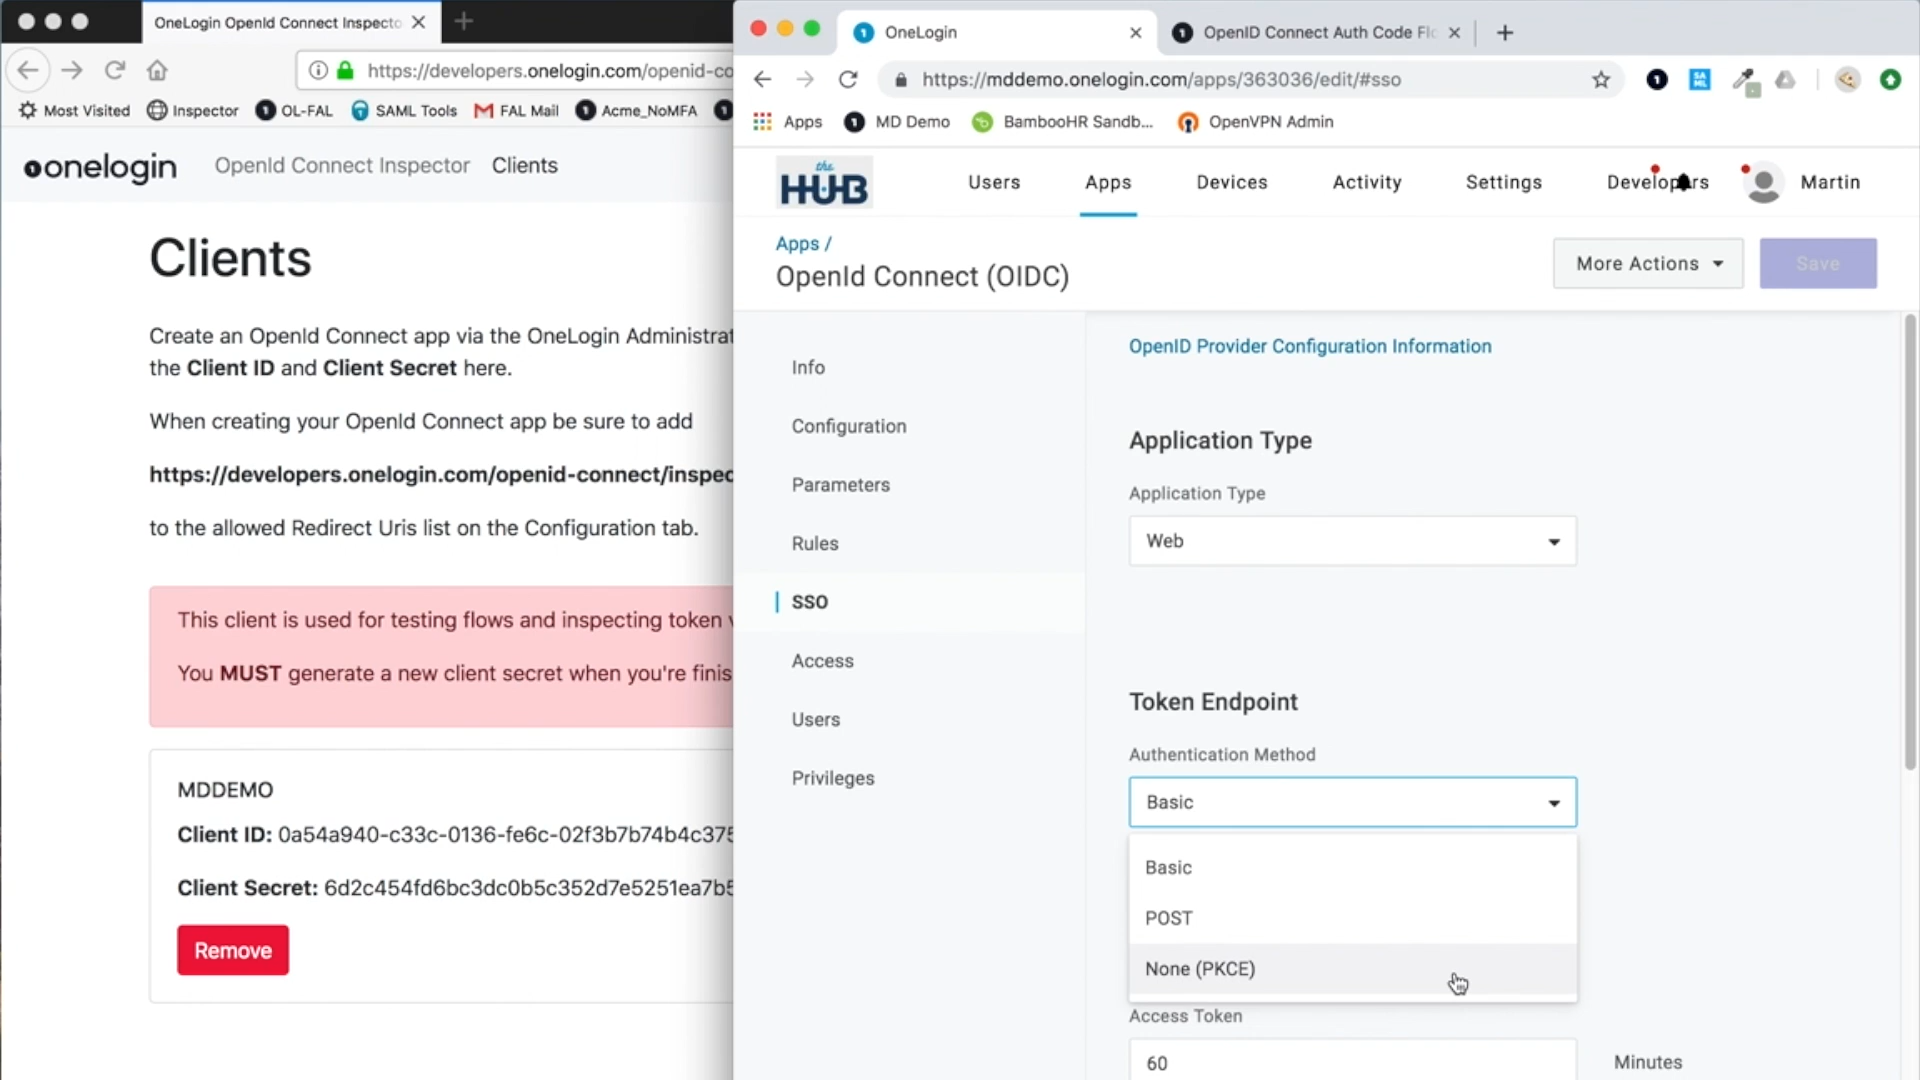 OneLogin OpenId Connect Inspecto
https://developers.onelogin.com/openid-co
Most Visited
Inspector
OL-FAL
SAML Tools
FAL Mail
Acme_NoMFA
onelogin
OpenId Connect Inspector
Clients
Clients
Create an OpenId Connect app via the OneLogin Administrat
the Client ID and Client Secret here.
When creating your OpenId Connect app be sure to add
https://developers.onelogin.com/openid-connect/inspec
to the allowed Redirect Uris list on the Configuration tab.
This client is used for testing flows and inspecting token v
You MUST generate a new client secret when you're finis
MDDEMO
Client ID: 0a54a940-c33c-0136-fe6c-02f3b7b74b4c375
Client Secret: 6d2c454fd6bc3dc0b5c352d7e5251ea7b5
Remove
OneLogin
OpenID Connect Auth Code Flo
https://mddemo.onelogin.com/apps/363036/edit/#sso
SA
ML
Apps
MD Demo
BambooHR Sandb...
OpenVPN Admin
the
HUB
Users
Apps
Devices
Activity
Settings
Developers
Martin
Apps /
OpenId Connect (OIDC)
More Actions
Save
Info
Configuration
Parameters
Rules
SSO
Access
Users
Privileges
OpenID Provider Configuration Information
Application Type
Application Type
Web
Token Endpoint
Authentication Method
Basic
Basic
POST
None (PKCE)
Access Token
60
Minutes